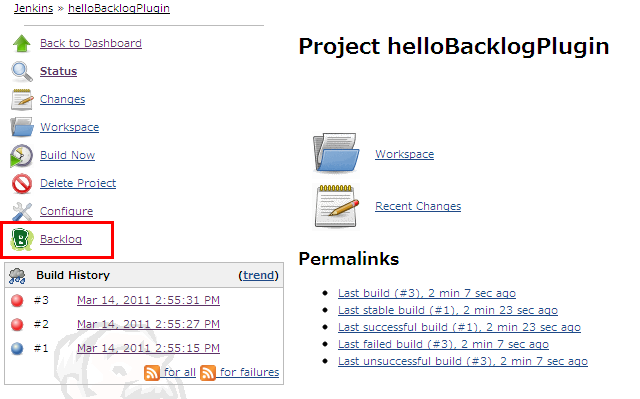 Jenkins » helloBacklogPlugin
Back to Dashboard
Status
Changes
Workspace
Build Now
Delete Project
Configure
Backlog
Build History (trend)
#3 Mar 14, 2011 2:55:31 PM
#2 Mar 14, 2011 2:55:27 PM
#1 Mar 14, 2011 2:55:15 PM
for all for failures
Project helloBacklogPlugin
Workspace
Recent Changes
Permalinks
Last build (#3), 2 min 7 sec ago
Last stable build (#1), 2 min 23 sec ago
Last successful build (#1), 2 min 23 sec ago
Last failed build (#3), 2 min 7 sec ago
Last unsuccessful build (#3), 2 min 7 sec ago